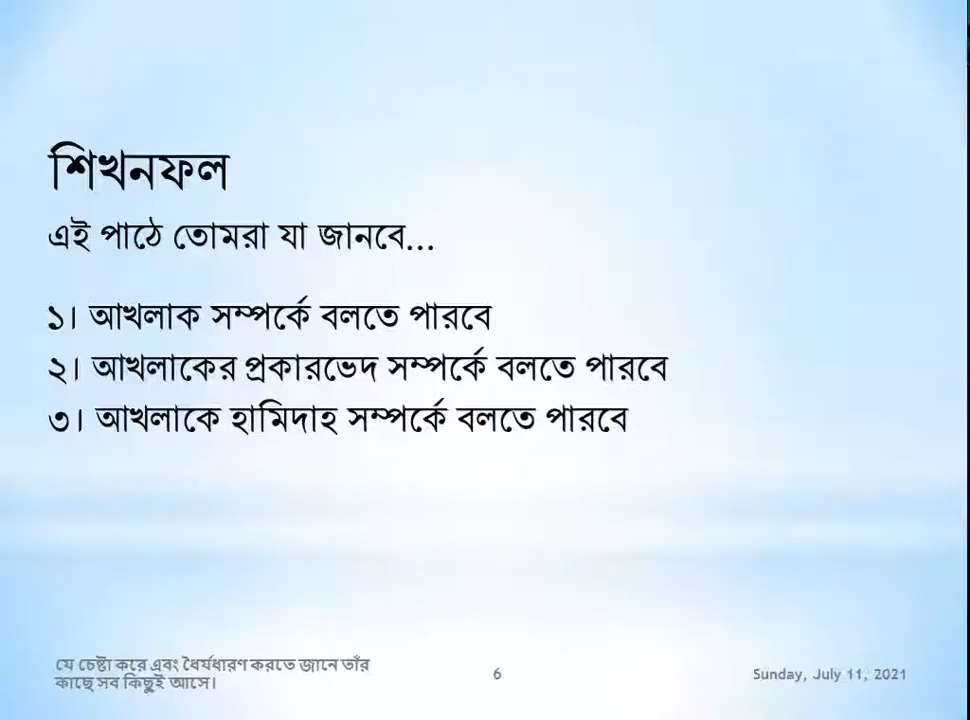 শিখনফল
এই পাঠে তোমরা যা জানবে...
১। আখলাক সম্পর্কে বলতে পারবে
২। আখলাকের প্রকারভেদ সম্পর্কে বলতে পারবে
৩। আখলাকে হামিদাহ সম্পর্কে বলতে পারবে
যে চেষ্টা করে এবং ধৈর্যধারণ করতে জানে তাঁর
কাছে সব কিছুই আসে।
6
Sunday, July 11, 2021